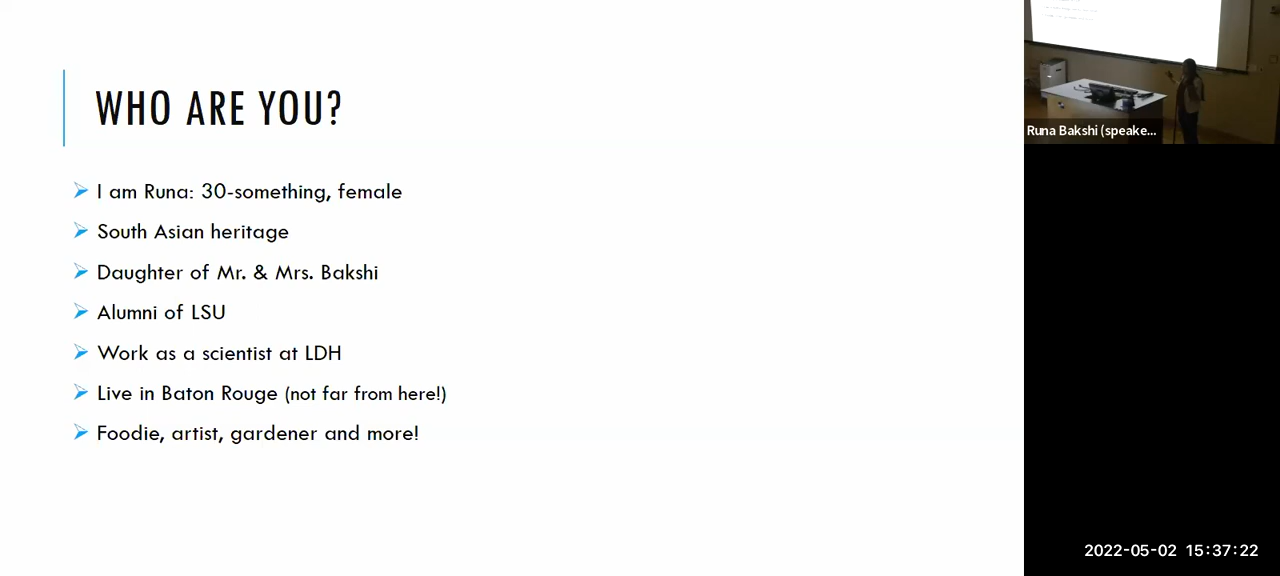 WHO ARE YOU?
I am Runa: 30-something, female
South Asian heritage
Daughter of Mr. & Mrs. Bakshi
Alumni of LSU
Work as a scientist at LDH
Live in Baton Rouge (not far from here!)
Foodie, artist, gardener and more!
Runa Bakshi (speake...
2022-05-02 15:37:22